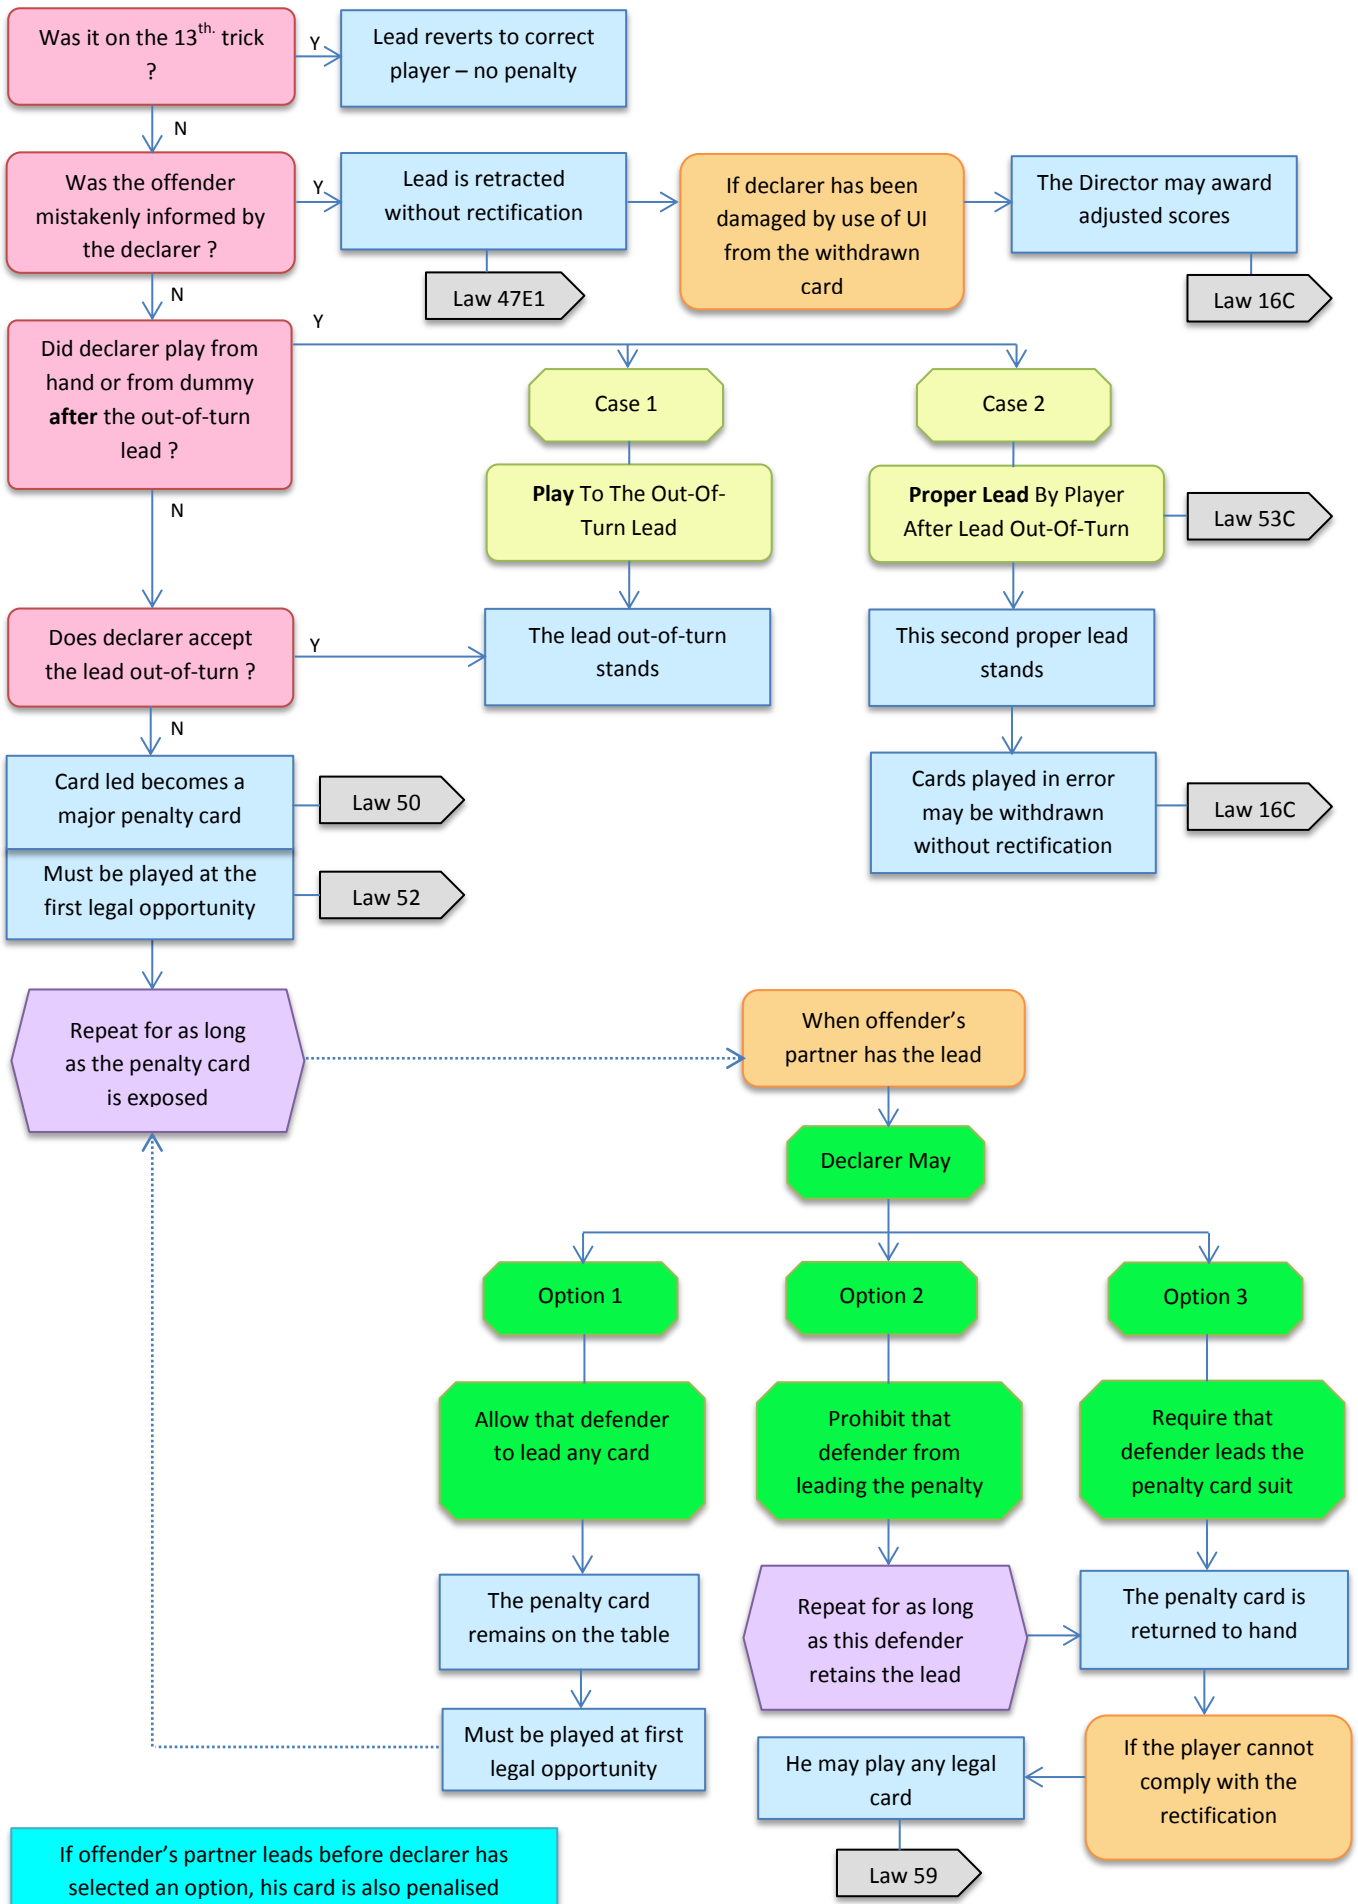 Was it on the 13th. trick
?
Y
Lead reverts to correct
player – no penalty
N
Was the offender
mistakenly informed by
the declarer ?
Y
Lead is retracted
without rectification
Law 47E1
If declarer has been
damaged by use of UI
from the withdrawn
card
The Director may award
adjusted scores
Law 16C
N
Did declarer play from
hand or from dummy
after the out-of-turn
lead ?
Y
Case 1
Play To The Out-Of-
Turn Lead
The lead out-of-turn
stands
Case 2
Proper Lead By Player
After Lead Out-Of-Turn
Law 53C
This second proper lead
stands
Cards played in error
may be withdrawn
without rectification
Law 16C
N
Does declarer accept
the lead out-of-turn ?
Y
N
Card led becomes a
major penalty card
Law 50
Must be played at the
first legal opportunity
Law 52
Repeat for as long
as the penalty card
is exposed
When offender’s
partner has the lead
Declarer May
Option 1
Option 2
Option 3
Allow that defender
to lead any card
Prohibit that
defender from
leading the penalty
Require that
defender leads the
penalty card suit
The penalty card
remains on the table
Repeat for as long
as this defender
retains the lead
The penalty card is
returned to hand
Must be played at first
legal opportunity
He may play any legal
card
If the player cannot
comply with the
rectification
Law 59
If offender’s partner leads before declarer has
selected an option, his card is also penalised